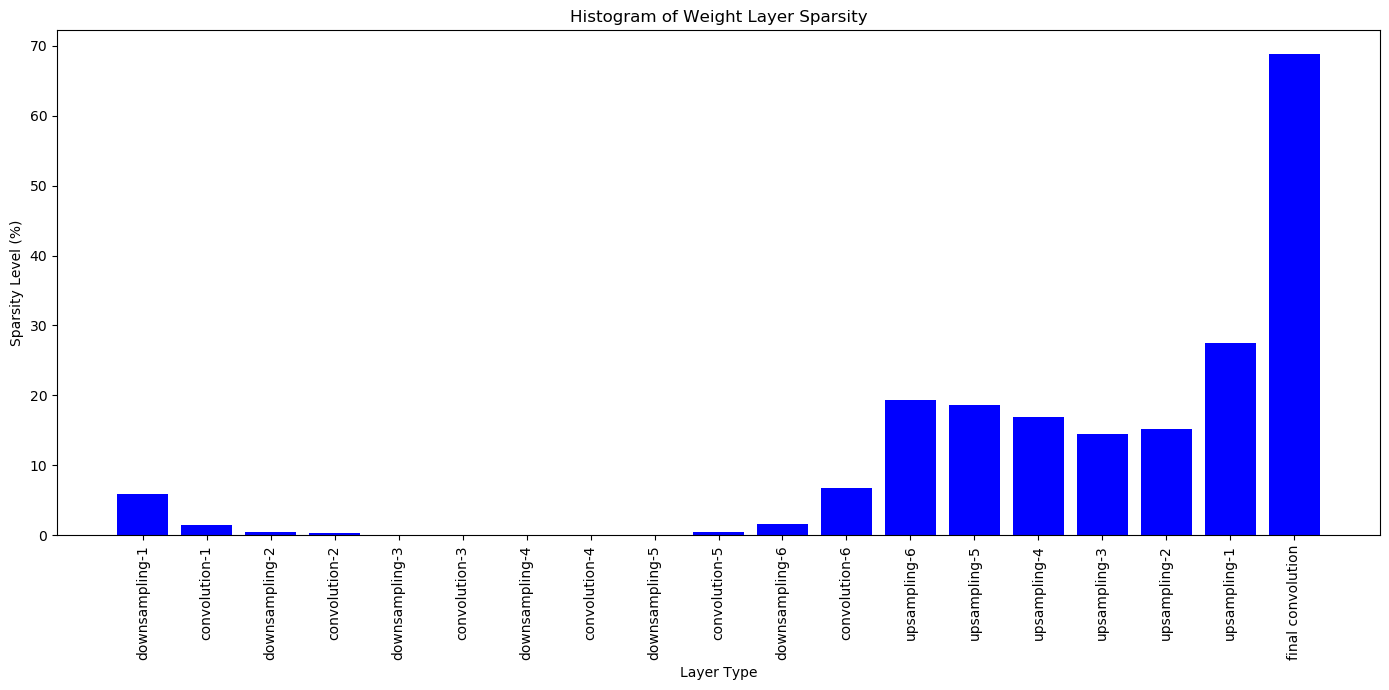 Histogram of Weight Layer Sparsity
Sparsity Level (%)
70
60
50
40
30
20
10
0
downsampling-1
convolution-1
downsampling-2
convolution-2
downsampling-3
convolution-3
downsampling-4
convolution-4
downsampling-5
convolution-5
downsampling-6
convolution-6
upsampling-6
upsampling-5
upsampling-4
upsampling-3
upsampling-2
upsampling-1
final convolution
Layer Type